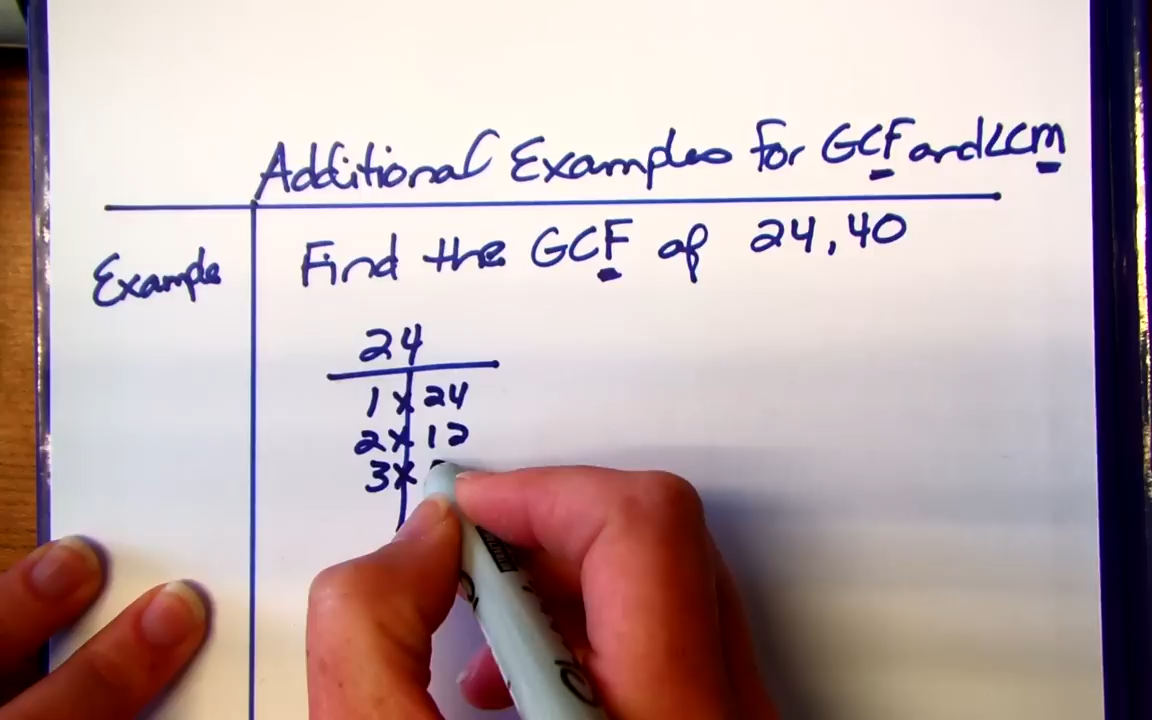 Additional Examples for GCF and LCM
Example
Find the GCF of 24, 40
24
1 x 24
2 x 12
3 x